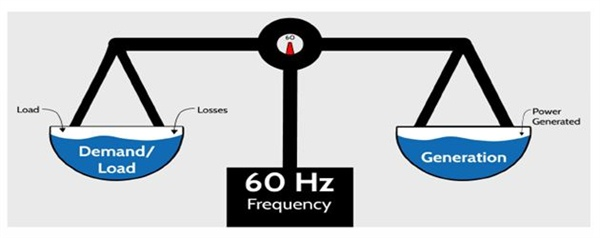 60
Load
Losses
Demand/
Load
Power
Generated
Generation
60 Hz
Frequency